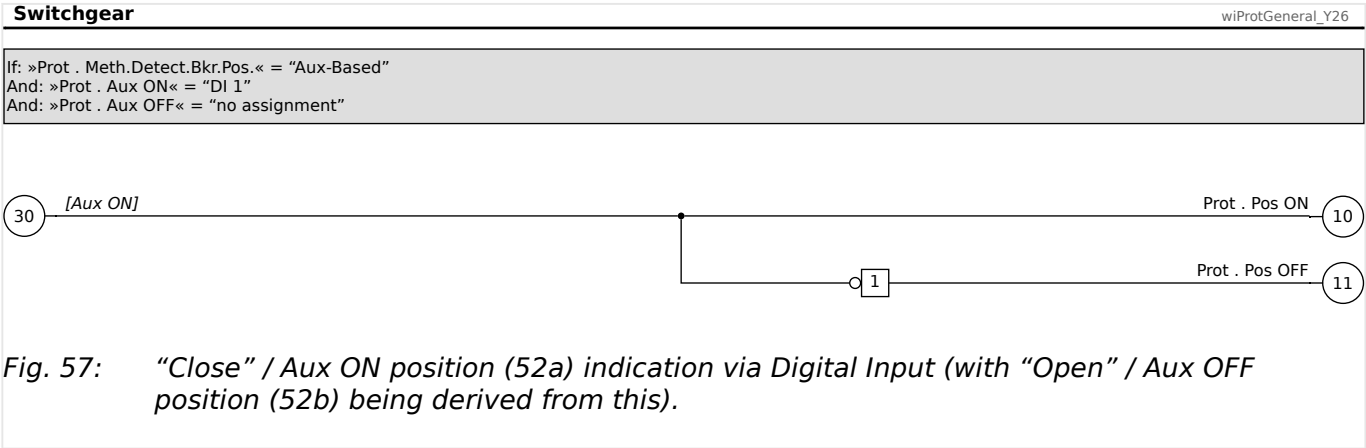 Switchgear
wiProtGeneral_Y26
If: »Prot . Meth.Detect.Bkr.Pos.« = “Aux-Based”
And: »Prot . Aux ON« = “DI 1”
And: »Prot . Aux OFF« = “no assignment”
30
[Aux ON]
Prot . Pos ON
10
1
Prot . Pos OFF
11
Fig. 57: “Close” / Aux ON position (52a) indication via Digital Input (with “Open” / Aux OFF
position (52b) being derived from this).